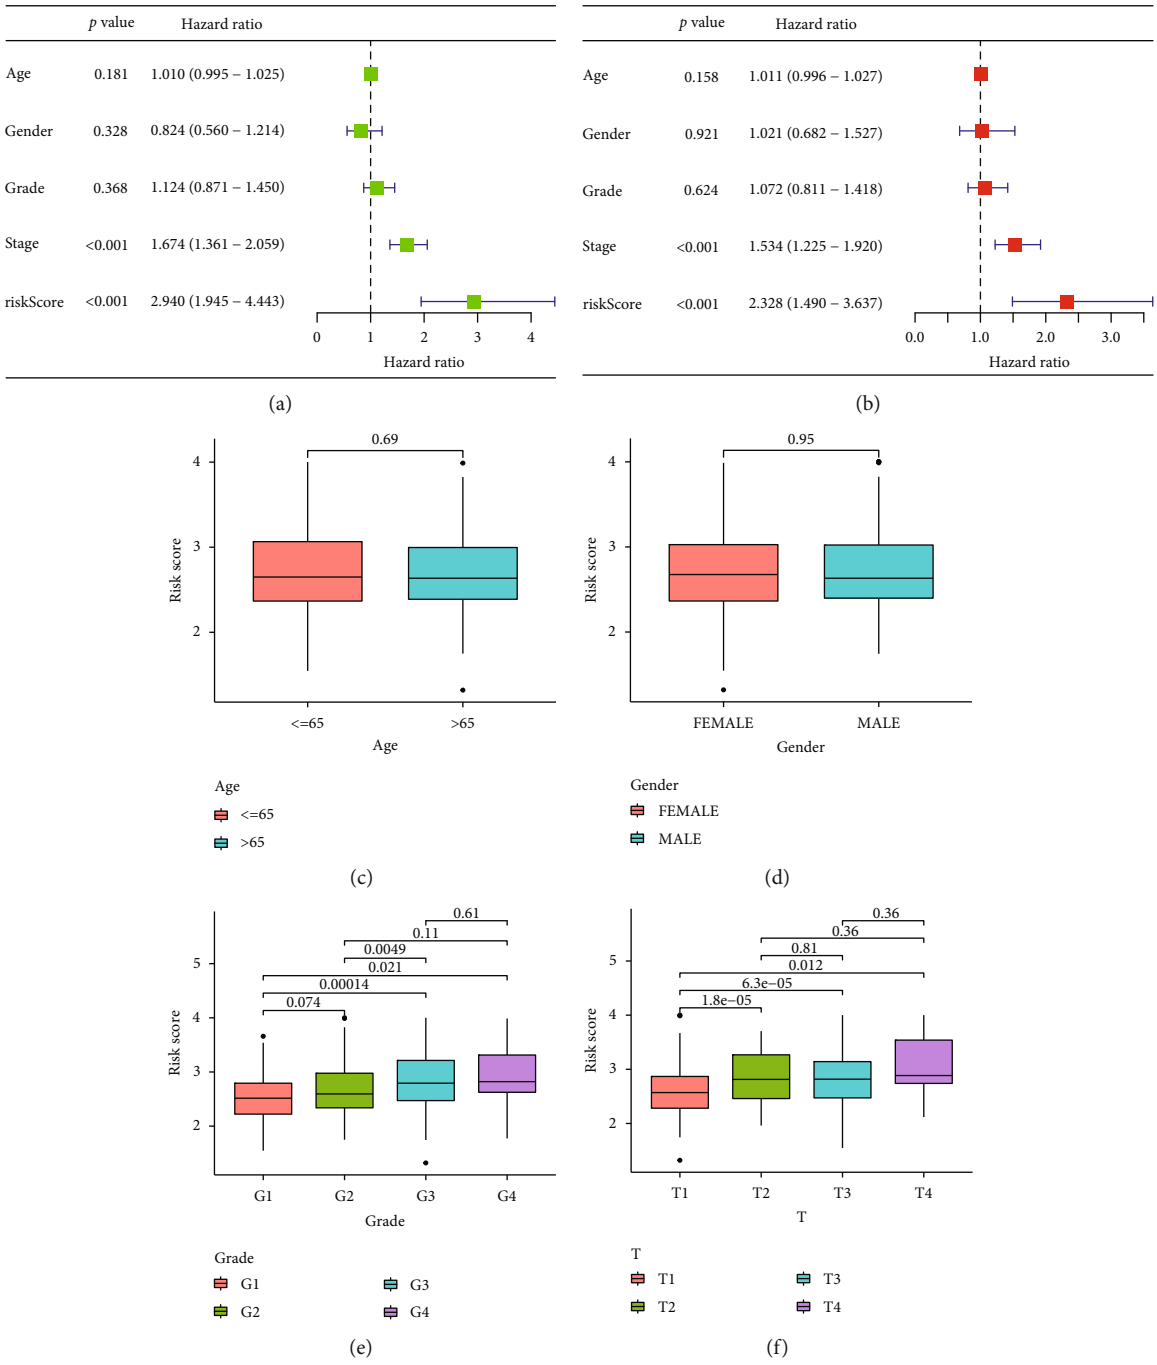 p value Hazard ratio
Age 0.181 1.010 (0.995 − 1.025)
Gender 0.328 0.824 (0.560 − 1.214)
Grade 0.368 1.124 (0.871 − 1.450)
Stage <0.001 1.674 (1.361 − 2.059)
riskScore <0.001 2.940 (1.945 − 4.443)
0 1 2 3 4
Hazard ratio
(a)
p value Hazard ratio
Age 0.158 1.011 (0.996 − 1.027)
Gender 0.921 1.021 (0.682 − 1.527)
Grade 0.624 1.072 (0.811 − 1.418)
Stage <0.001 1.534 (1.225 − 1.920)
riskScore <0.001 2.328 (1.490 − 3.637)
0.0 1.0 2.0 3.0
Hazard ratio
(b)
0.69
4
3
2
Risk score
<=65 >65
Age
Age
<=65
>65
(c)
0.95
4
3
2
Risk score
FEMALE MALE
Gender
Gender
FEMALE
MALE
(d)
0.61
0.11
0.0049
0.021
0.00014
0.074
5
4
3
2
Risk score
G1 G2 G3 G4
Grade
Grade
G1 G3
G2 G4
(e)
0.36
0.36
0.81
0.012
6.3e−05
1.8e−05
5
4
3
2
Risk score
T1 T2 T3 T4
T
T
T1 T3
T2 T4
(f)